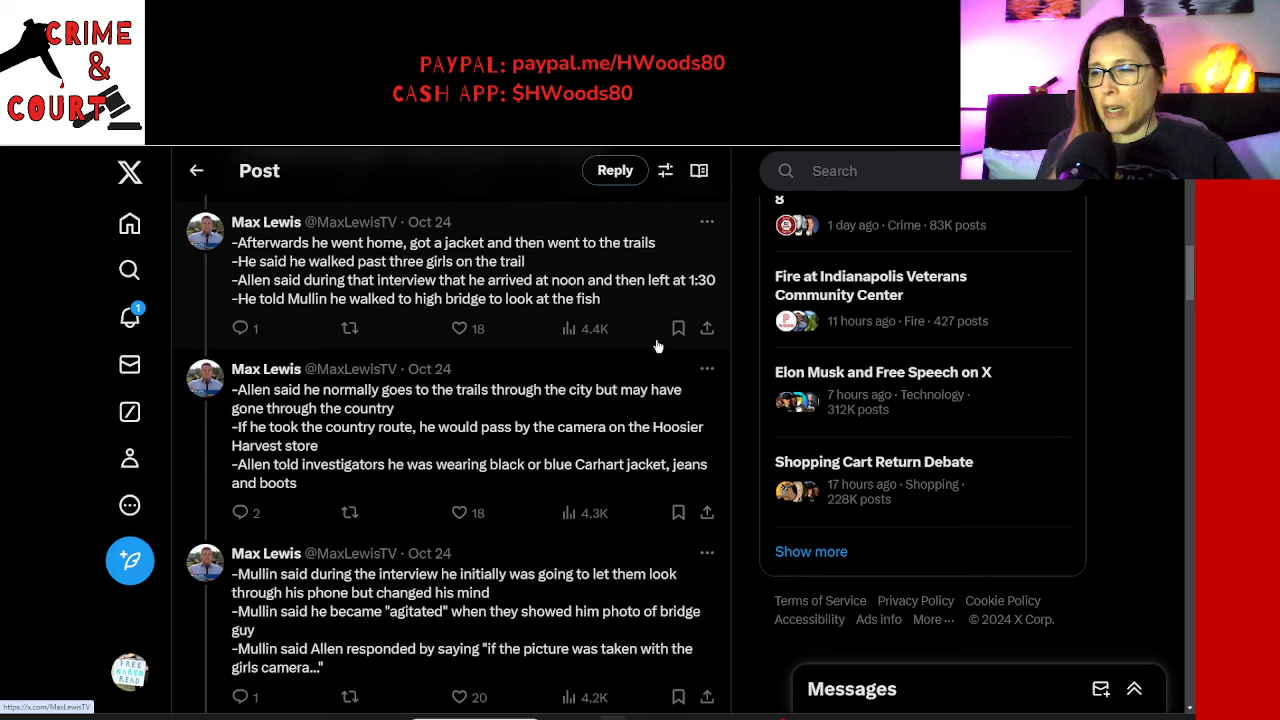 CRIME
&
COURT
PAYPAL: paypal.me/HWoods80
CASH APP: $HWoods80
Post
Reply
Search
Max Lewis @MaxLewisTV · Oct 24
-Afterwards he went home, got a jacket and then went to the trails
-He said he walked past three girls on the trail
-Allen said during that interview that he arrived at noon and then left at 1:30
-He told Mullin he walked to high bridge to look at the fish
1
18
4.4K
Max Lewis @MaxLewisTV · Oct 24
-Allen said he normally goes to the trails through the city but may have
gone through the country
-If he took the country route, he would pass by the camera on the Hoosier
Harvest store
-Allen told investigators he was wearing black or blue Carhart jacket, jeans
and boots
2
18
4.3K
Max Lewis @MaxLewisTV · Oct 24
-Mullin said during the interview he initially was going to let them look
through his phone but changed his mind
-Mullin said he became "agitated" when they showed him photo of bridge
guy
-Mullin said Allen responded by saying "if the picture was taken with the
girls camera..."
1
20
4.2K
8
1 day ago · Crime · 83K posts
Fire at Indianapolis Veterans
Community Center
11 hours ago · Fire · 427 posts
Elon Musk and Free Speech on X
7 hours ago · Technology ·
312K posts
Shopping Cart Return Debate
17 hours ago · Shopping ·
228K posts
Show more
Terms of Service Privacy Policy Cookie Policy
Accessibility Ads info More ··· © 2024 X Corp.
Messages
1
FREE
KAREN
READ
https://x.com/MaxLewisTV